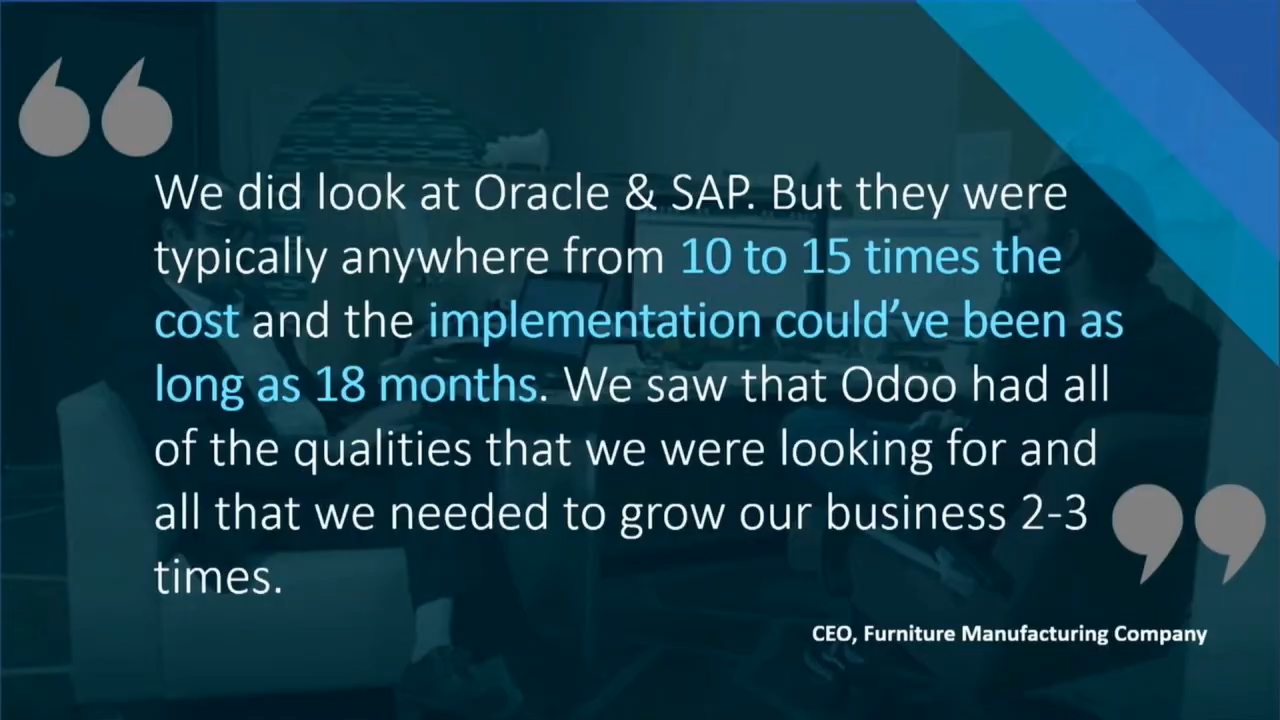 We did look at Oracle & SAP. But they were
typically anywhere from 10 to 15 times the
cost and the implementation could’ve been as
long as 18 months. We saw that Odoo had all
of the qualities that we were looking for and
all that we needed to grow our business 2-3
times.
CEO, Furniture Manufacturing Company